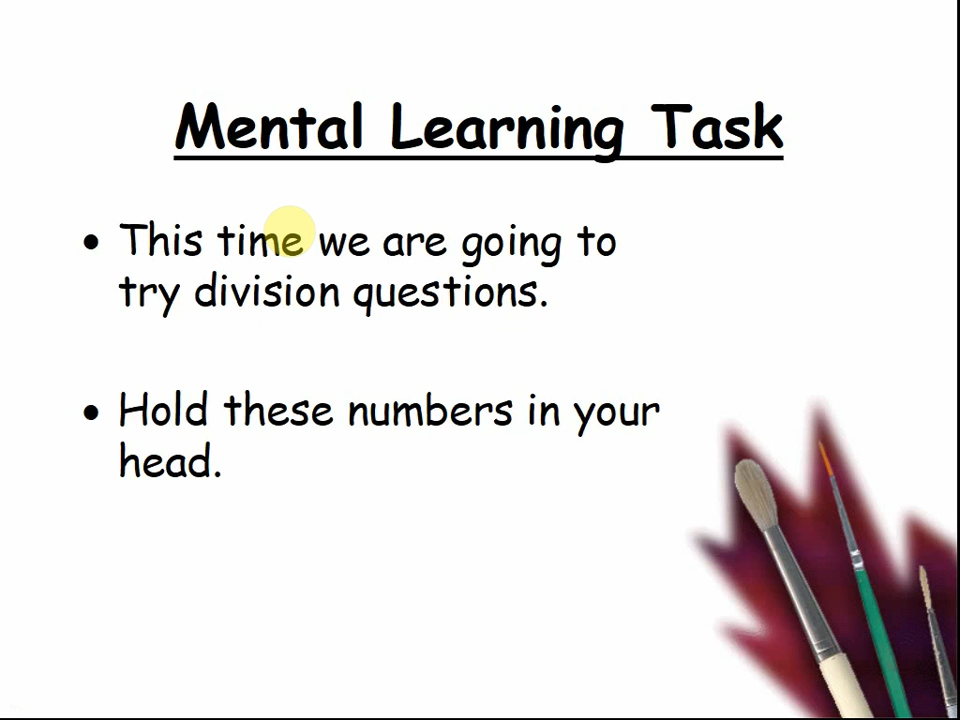 Mental Learning Task
• This time we are going to
try division questions.
• Hold these numbers in your
head.